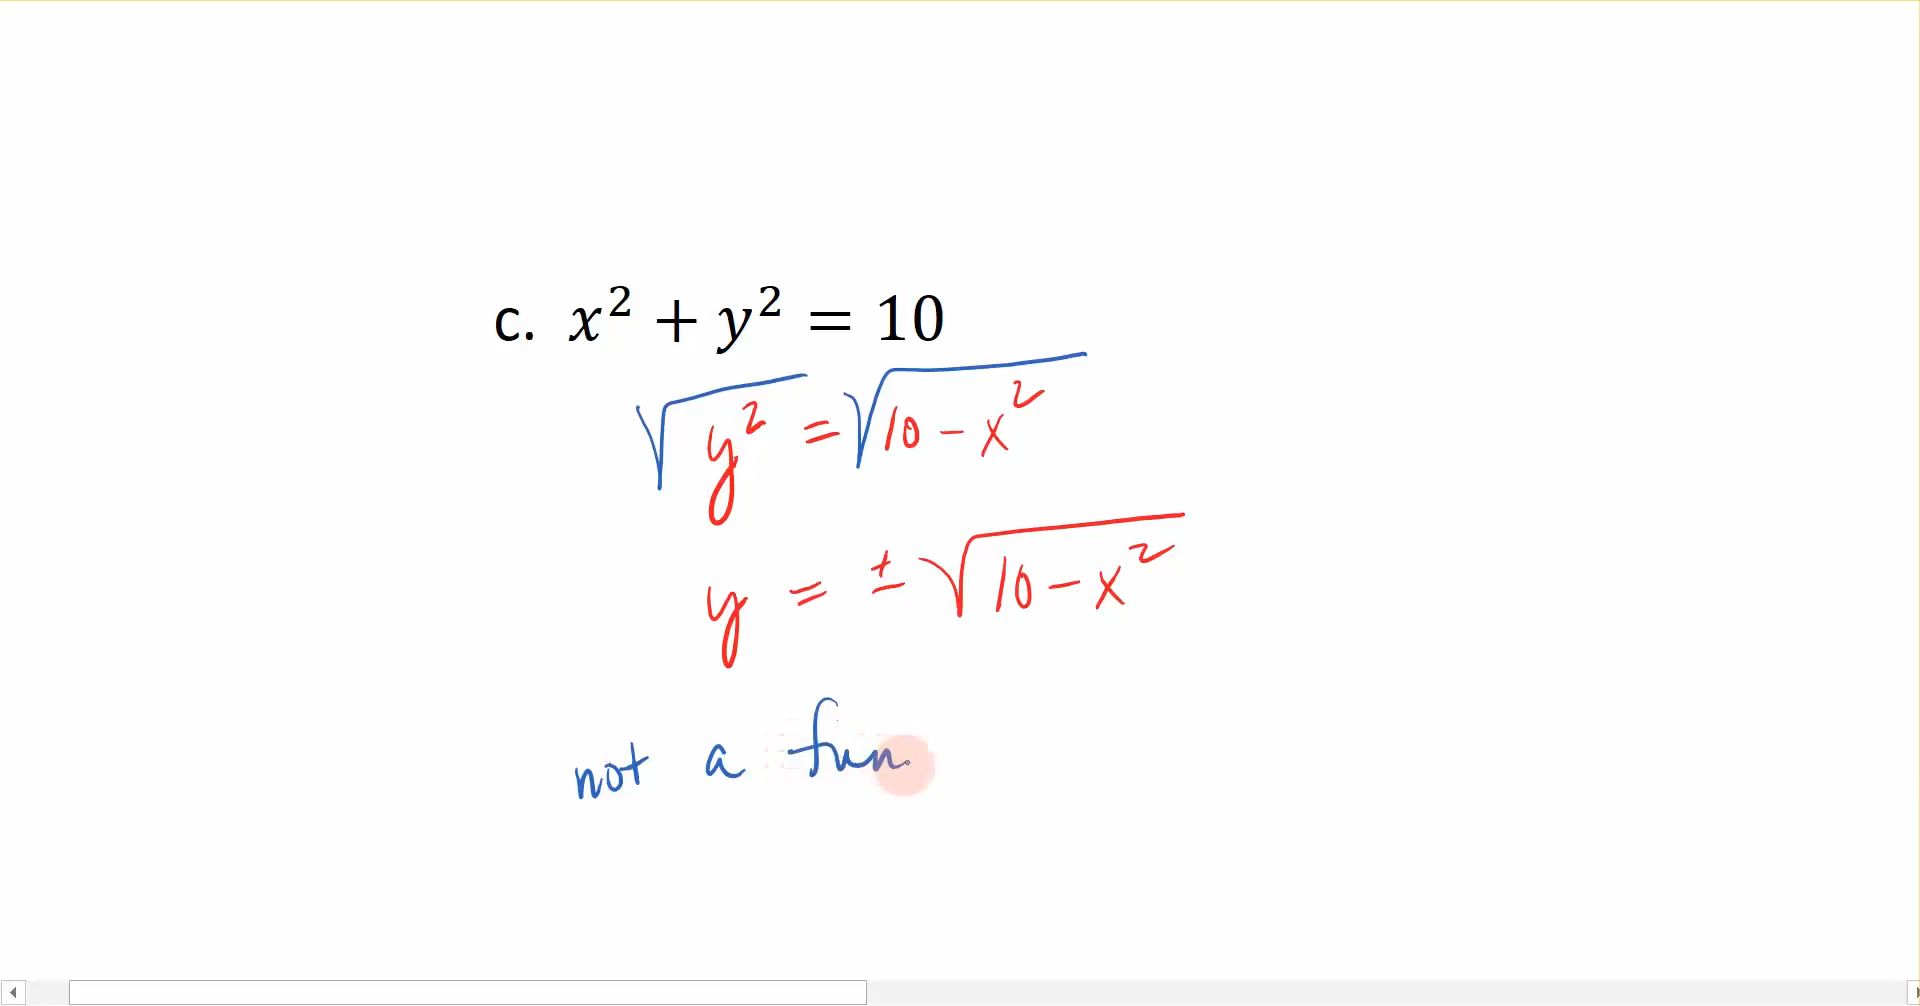 c. x² + y² = 10
√y² = √10 - x²
y = ± √10 - x²
not a fun